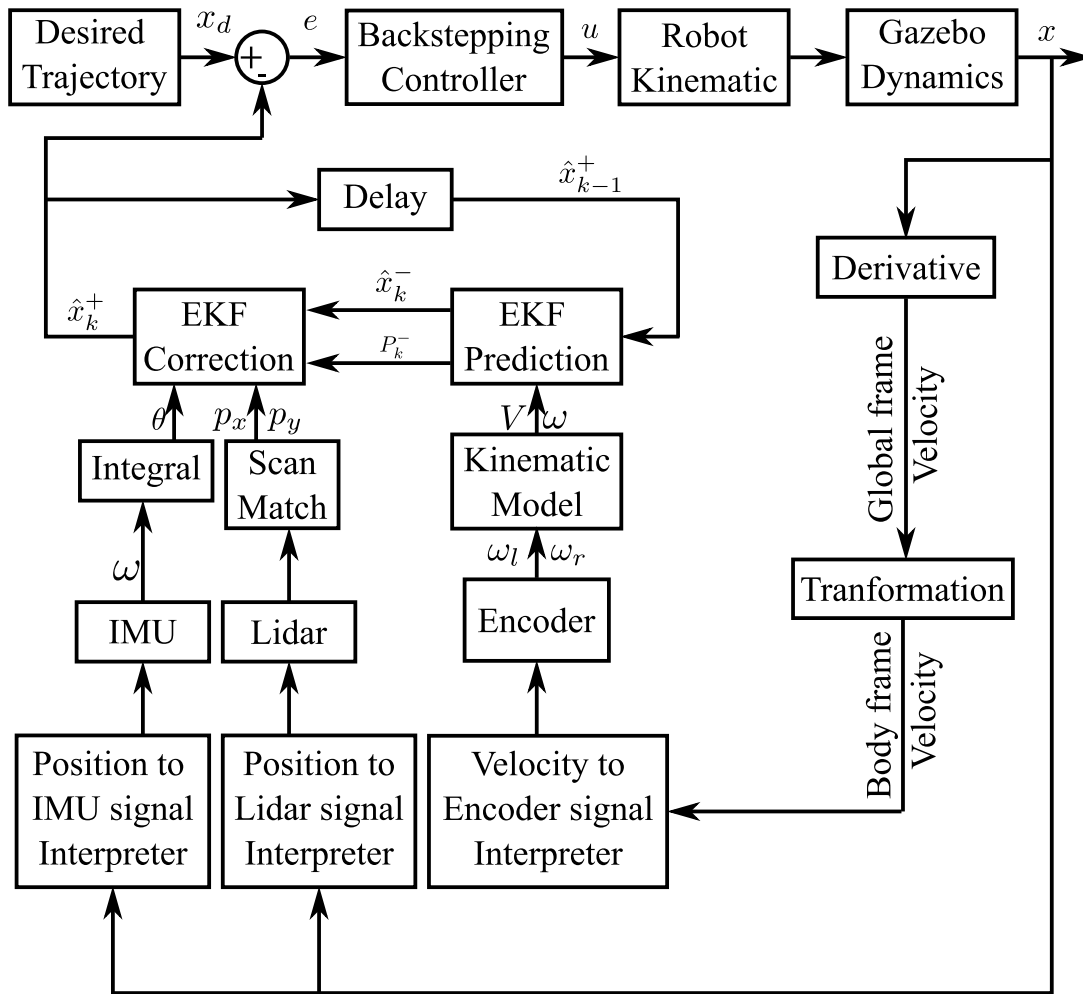 Desired
Trajectory
x_d
+
-
e
Backstepping
Controller
u
Robot
Kinematic
Gazebo
Dynamics
x
Delay
x̂⁺_{k−1}
Derivative
x̂⁺_k
EKF
Correction
x̂⁻_k
P⁻_k
EKF
Prediction
Global frame
Velocity
θ
p_x
p_y
V
ω
Integral
Scan
Match
Kinematic
Model
ω
ω_l
ω_r
Tranformation
IMU
Lidar
Encoder
Body frame
Velocity
Position to
IMU signal
Interpreter
Position to
Lidar signal
Interpreter
Velocity to
Encoder signal
Interpreter